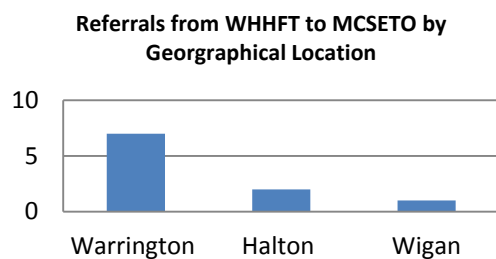 Referrals from WHHFT to MCSETO by
Georgraphical Location
10
5
0
Warrington Halton Wigan